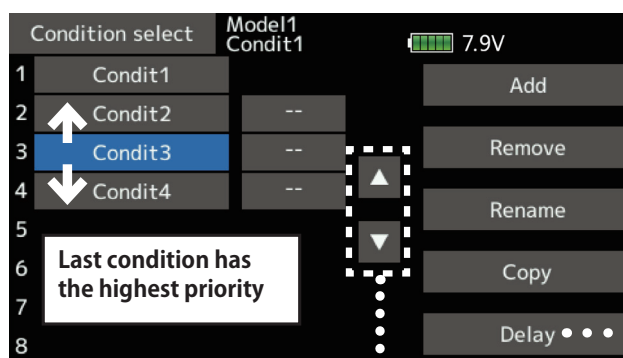 Condition select
Model1
Condit1
7.9V
1 Condit1
Add
2 Condit2 --
3 Condit3 --
Remove
4 Condit4 --
▲
Rename
5
▼
6
Last condition has
the highest priority
Copy
7
Delay
8